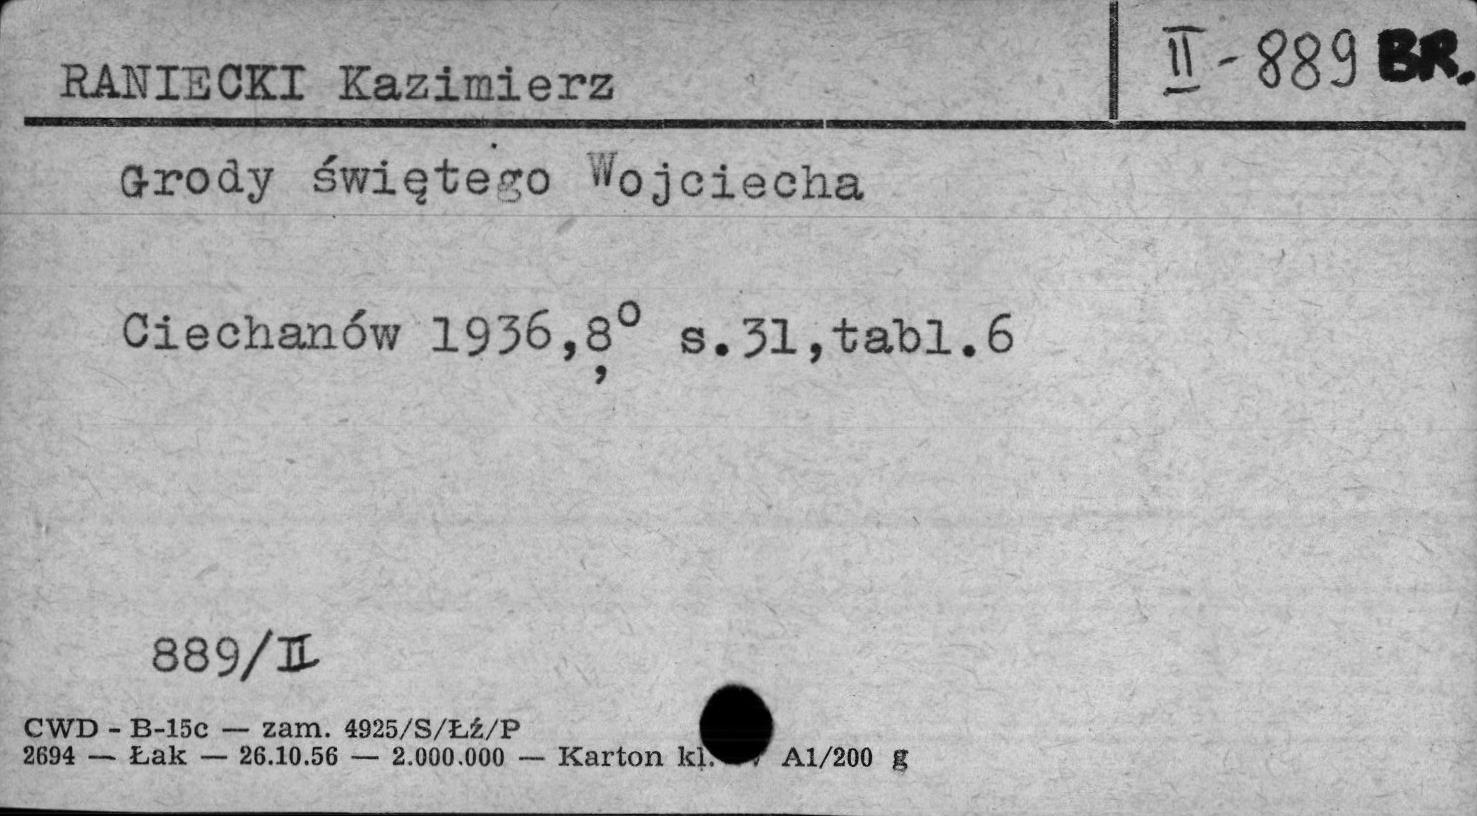 RANIECKI Kazimierz
II - 889 BR.
Grody świętego Wojciecha
Ciechanów 1936,8° s.31,tabl.6
,
889/II
CWD - B-15c — zam. 4925/S/Łź/P
2694 — Łak — 26.10.56 — 2.000.000 — Karton kl. A1/200 g